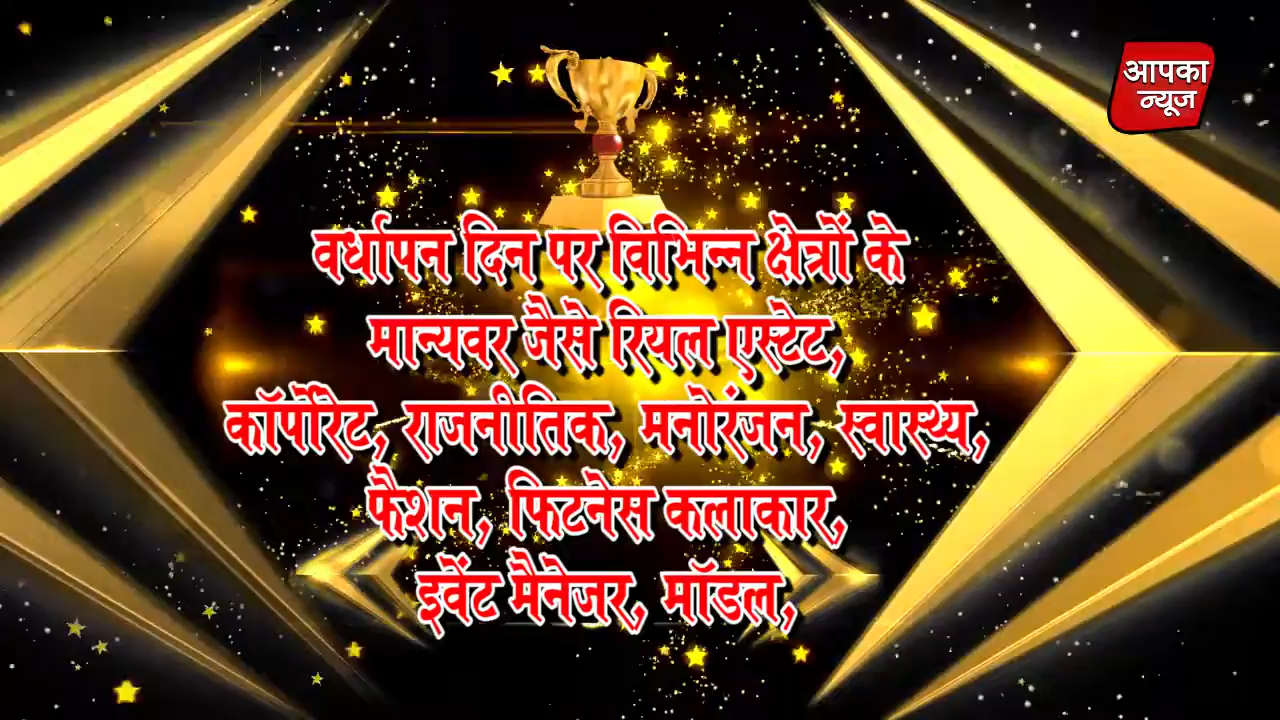 आपका
न्यूज
वर्धापन दिन पर विभिन्न क्षेत्रों के
मान्यवर जैसे रियल एस्टेट,
कॉर्पोरेट, राजनीतिक, मनोरंजन, स्वास्थ्य,
फैशन, फिटनेस कलाकार,
इवेंट मैनेजर, मॉडल,